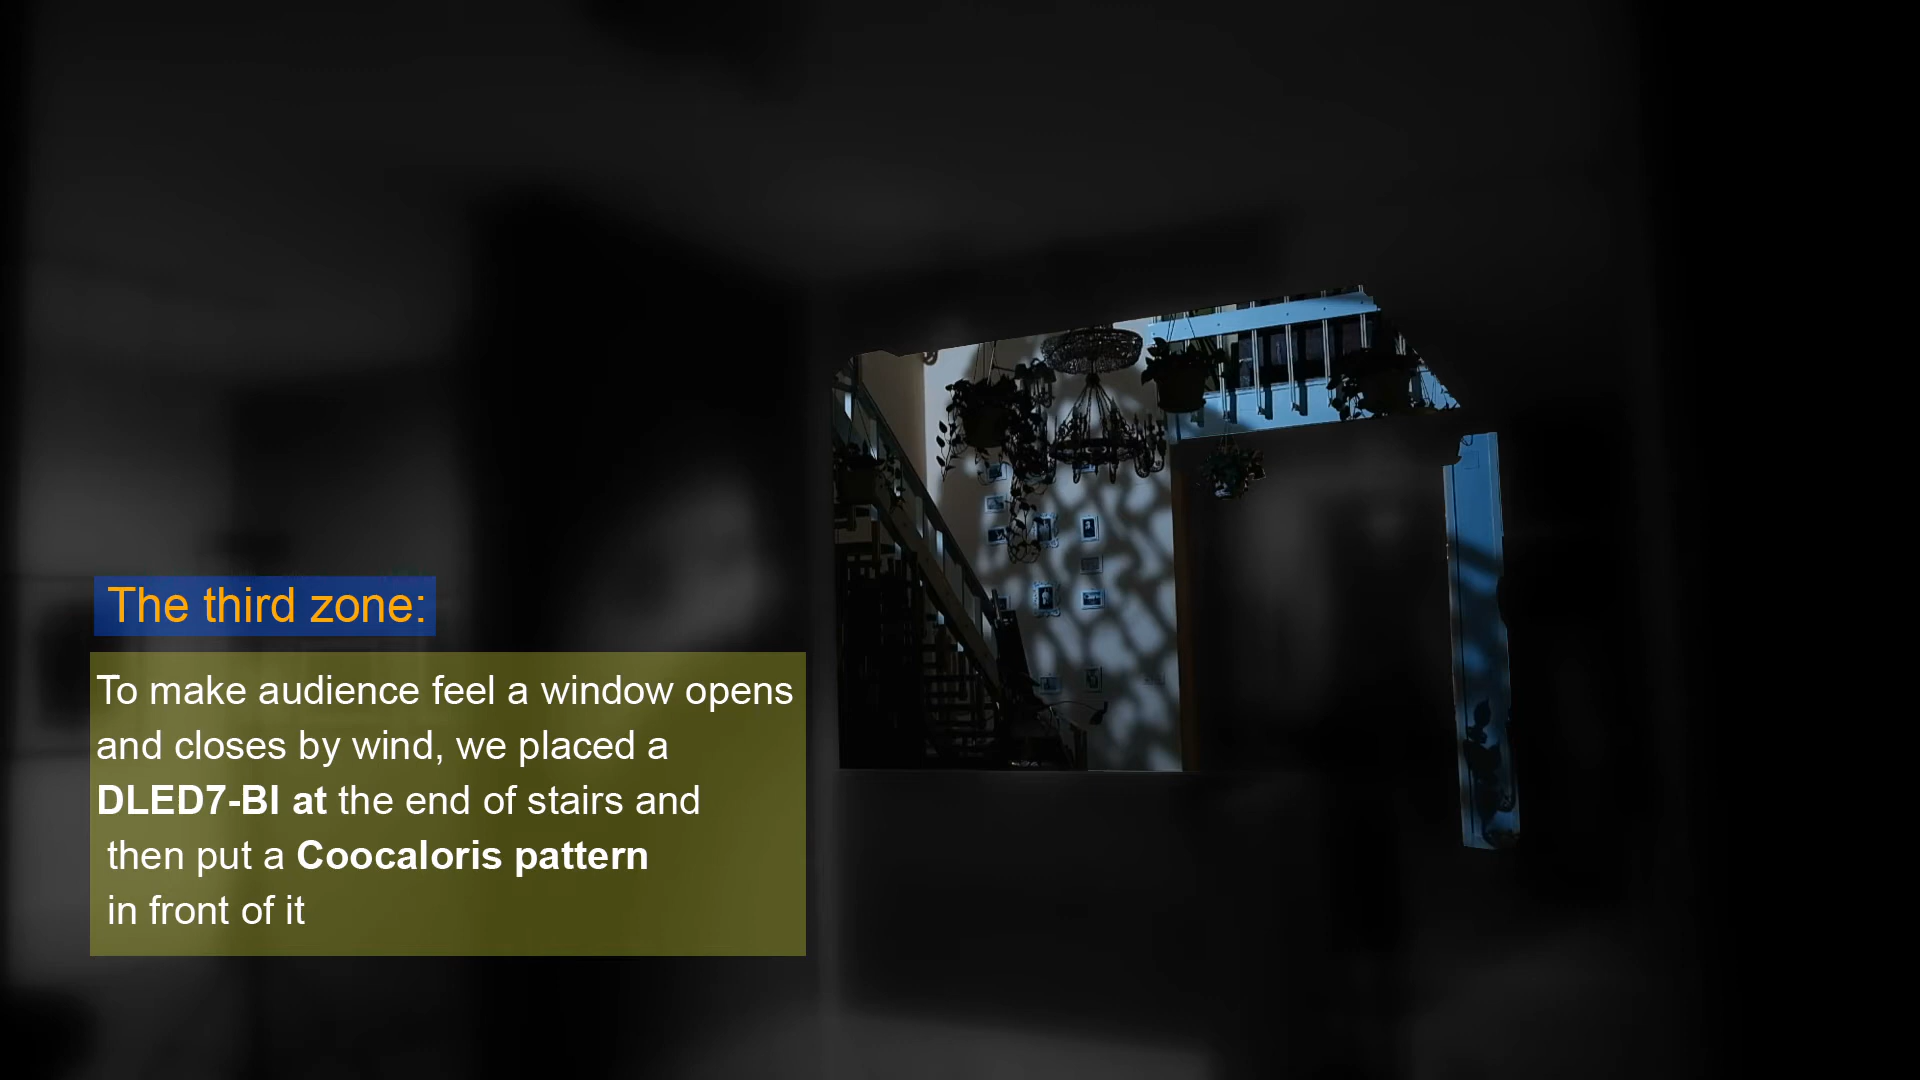 The third zone:
To make audience feel a window opens
and closes by wind, we placed a
DLED7-BI at the end of stairs and
then put a Coocaloris pattern
in front of it